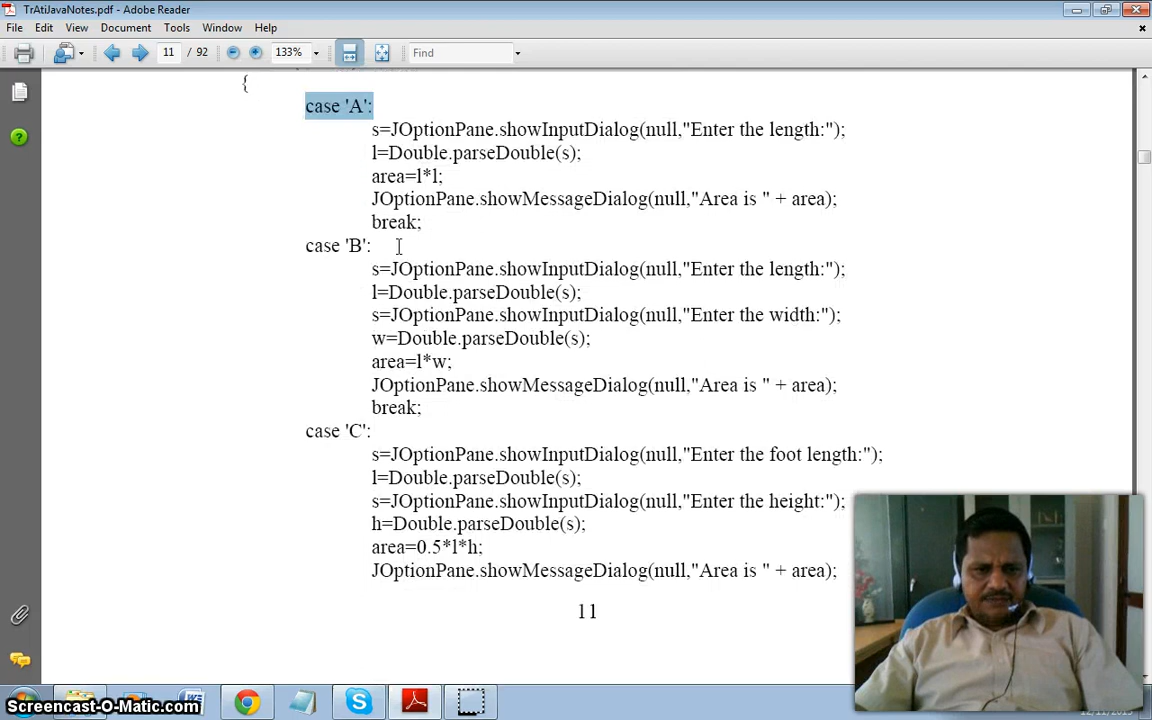 TrAtiJavaNotes.pdf - Adobe Reader
File Edit View Document Tools Window Help
11 / 92 133% Find
{
case 'A':
s=JOptionPane.showInputDialog(null,"Enter the length:");
l=Double.parseDouble(s);
area=l*l;
JOptionPane.showMessageDialog(null,"Area is " + area);
break;
case 'B':
s=JOptionPane.showInputDialog(null,"Enter the length:");
l=Double.parseDouble(s);
s=JOptionPane.showInputDialog(null,"Enter the width:");
w=Double.parseDouble(s);
area=l*w;
JOptionPane.showMessageDialog(null,"Area is " + area);
break;
case 'C':
s=JOptionPane.showInputDialog(null,"Enter the foot length:");
l=Double.parseDouble(s);
s=JOptionPane.showInputDialog(null,"Enter the height:");
h=Double.parseDouble(s);
area=0.5*l*h;
JOptionPane.showMessageDialog(null,"Area is " + area);
11
Screencast-O-Matic.com